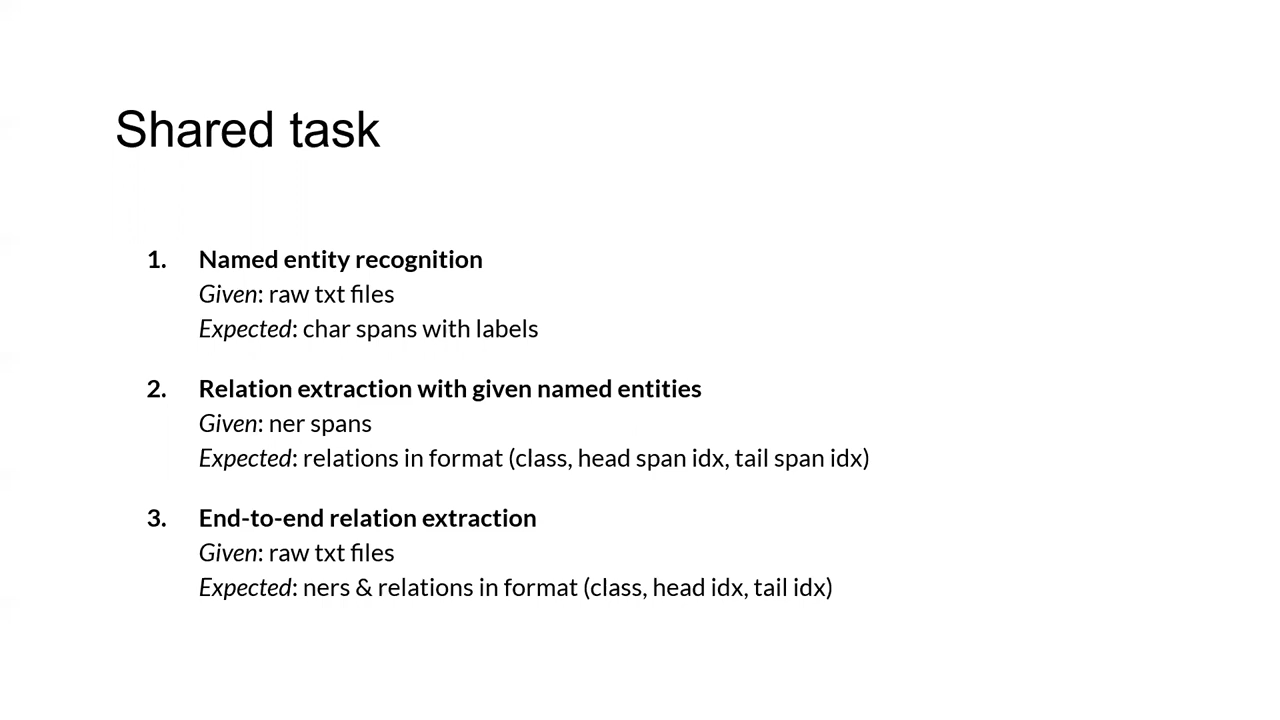 Shared task
1. Named entity recognition
Given: raw txt files
Expected: char spans with labels
2. Relation extraction with given named entities
Given: ner spans
Expected: relations in format (class, head span idx, tail span idx)
3. End-to-end relation extraction
Given: raw txt files
Expected: ners & relations in format (class, head idx, tail idx)